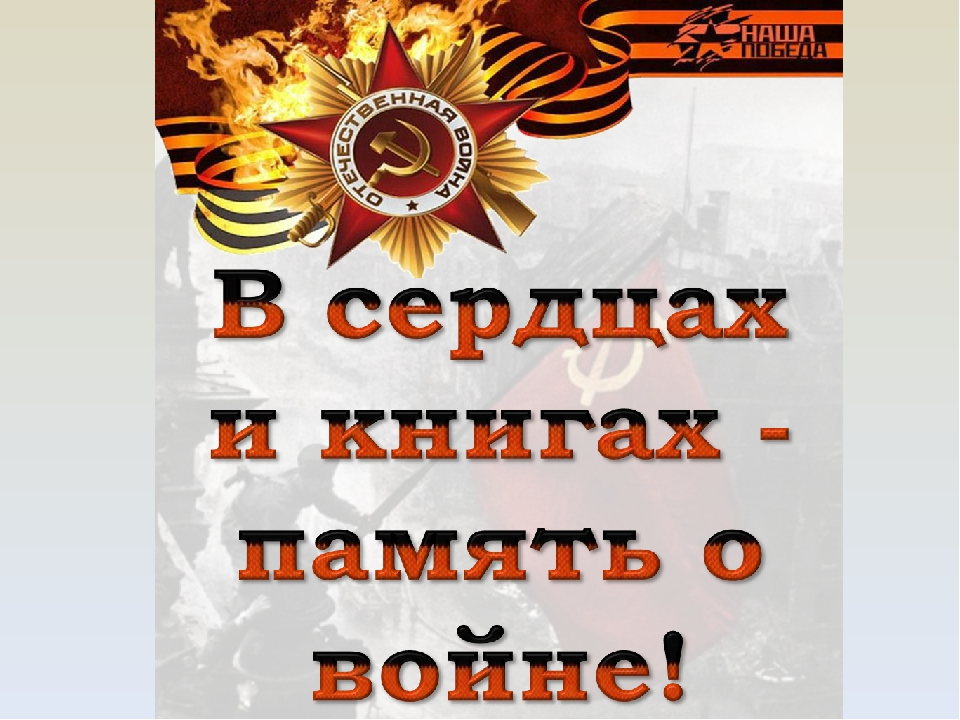 НАША
ПОБЕДА
ОТЕЧЕСТВЕННАЯ ВОЙНА
В сердцах
и книгах -
память о
войне!